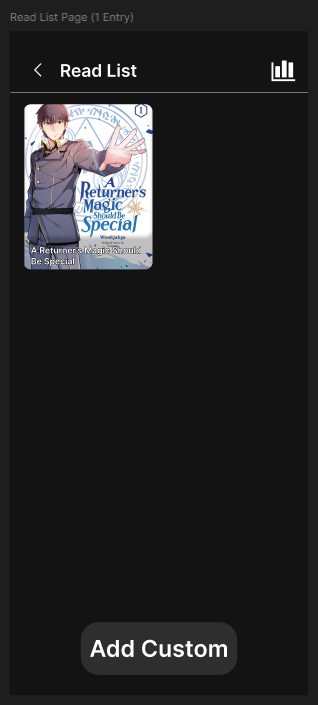 Read List Page (1 Entry)
Read List
1
A
Returner's
Magic
Should Be
Special
Wookjakga
A Returner's Magic Should
Be Special
Add Custom